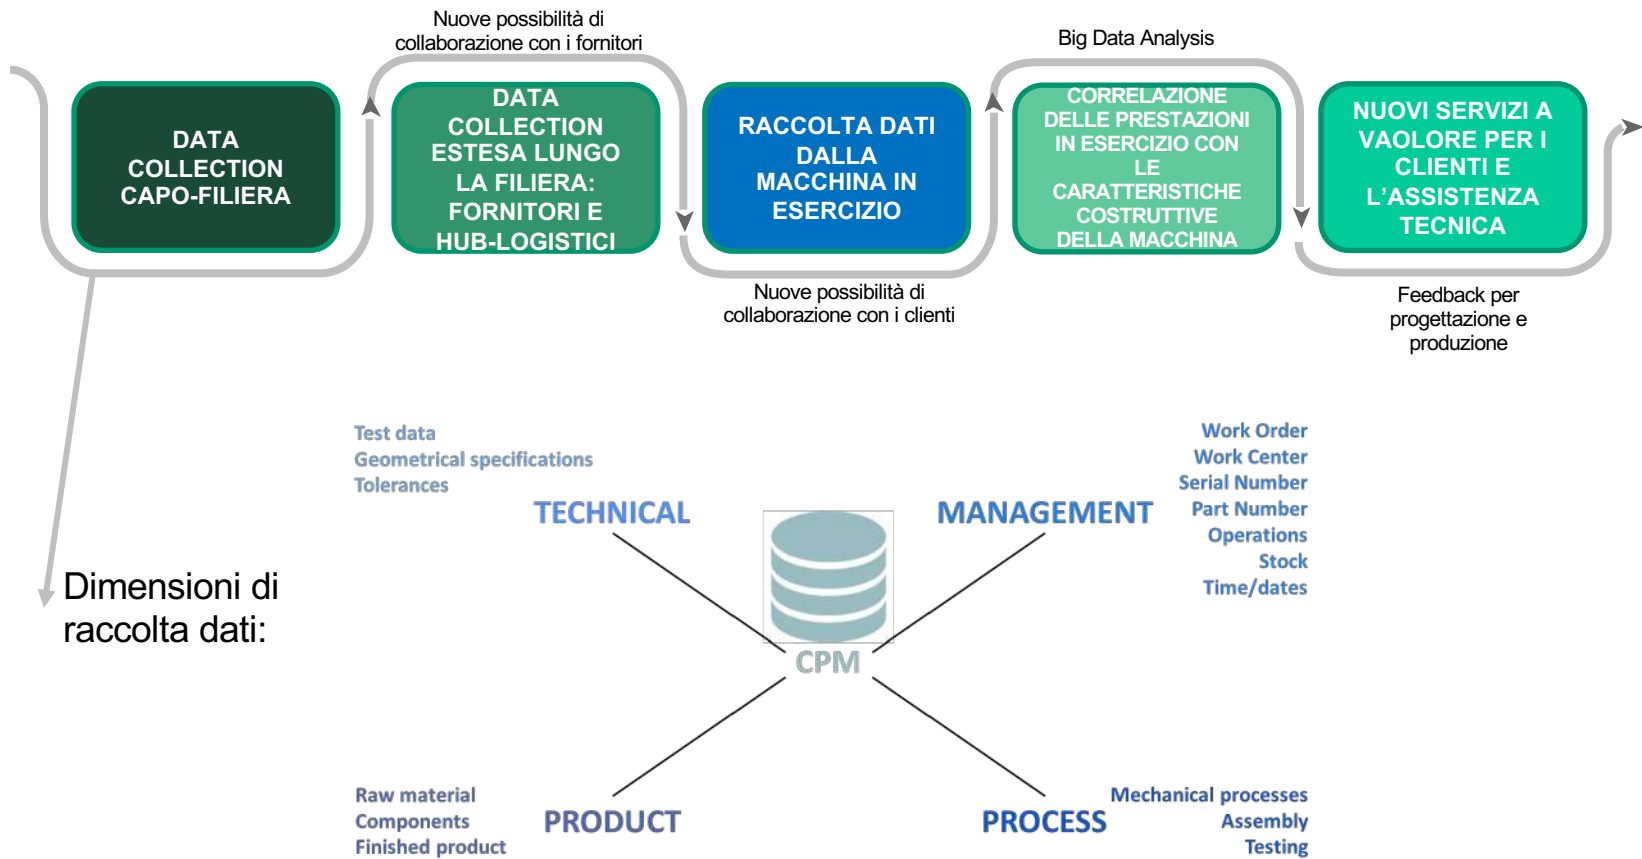 Nuove possibilità di
collaborazione con i fornitori
Big Data Analysis
DATA
COLLECTION
CAPO-FILIERA
DATA
COLLECTION
ESTESA LUNGO
LA FILIERA:
FORNITORI E
HUB-LOGISTICI
RACCOLTA DATI
DALLA
MACCHINA IN
ESERCIZIO
CORRELAZIONE
DELLE PRESTAZIONI
IN ESERCIZIO CON
LE
CARATTERISTICHE
COSTRUTTIVE
DELLA MACCHINA
NUOVI SERVIZI A
VAOLORE PER I
CLIENTI E
L'ASSISTENZA
TECNICA
Nuove possibilità di
collaborazione con i clienti
Feedback per
progettazione e
produzione
Dimensioni di
raccolta dati:
Test data
Geometrical specifications
Tolerances
TECHNICAL
MANAGEMENT
Work Order
Work Center
Serial Number
Part Number
Operations
Stock
Time/dates
CPM
Raw material
Components
Finished product
PRODUCT
PROCESS
Mechanical processes
Assembly
Testing